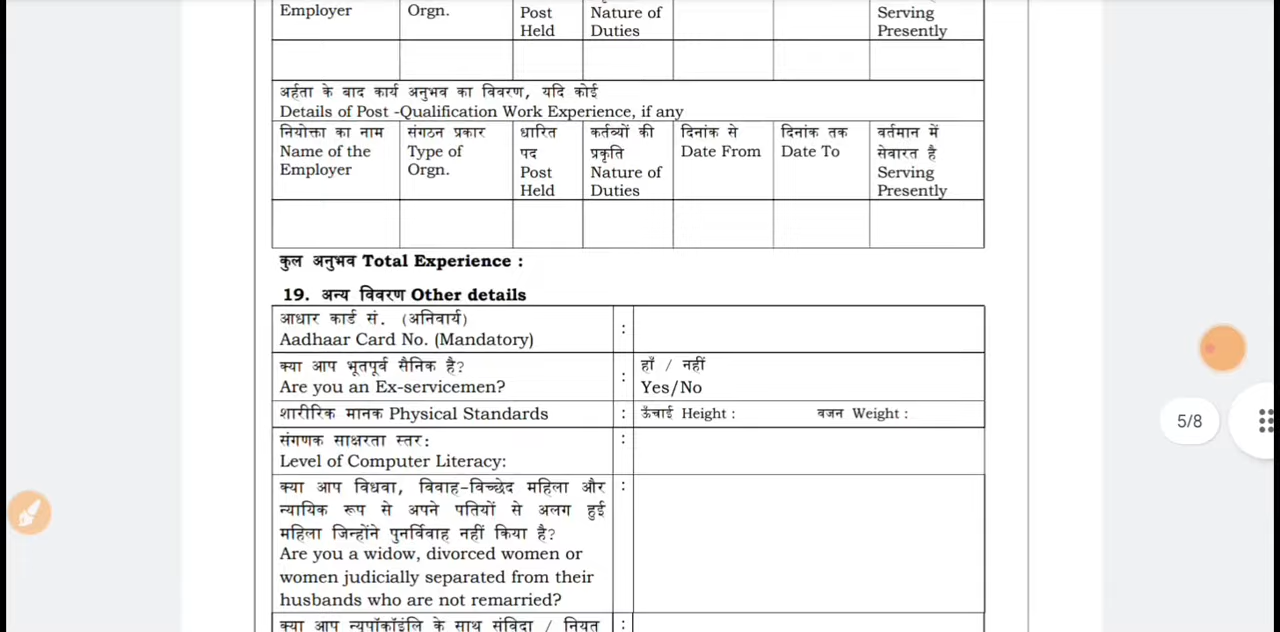 Employer
Orgn.
Post
Held
Nature of
Duties
Serving
Presently
अर्हता के बाद कार्य अनुभव का विवरण, यदि कोई
Details of Post -Qualification Work Experience, if any
नियोक्ता का नाम
Name of the
Employer
संगठन प्रकार
Type of
Orgn.
धारित
पद
Post
Held
कर्तव्यों की
प्रकृति
Nature of
Duties
दिनांक से
Date From
दिनांक तक
Date To
वर्तमान में
सेवारत है
Serving
Presently
कुल अनुभव Total Experience :
19. अन्य विवरण Other details
आधार कार्ड सं. (अनिवार्य)
Aadhaar Card No. (Mandatory)
:
क्या आप भूतपूर्व सैनिक है?
Are you an Ex-servicemen?
:
हाँ / नहीं
Yes/No
शारीरिक मानक Physical Standards : ऊँचाई Height : वजन Weight :
संगणक साक्षरता स्तर:
Level of Computer Literacy:
:
क्या आप विधवा, विवाह-विच्छेद महिला और :
न्यायिक रूप से अपने पतियों से अलग हुई
महिला जिन्होंने पुनर्विवाह नहीं किया है?
Are you a widow, divorced women or
women judicially separated from their
husbands who are not remarried?
क्या आप न्यूपॉकॉइंलि के साथ संविदा / नियत :
5/8